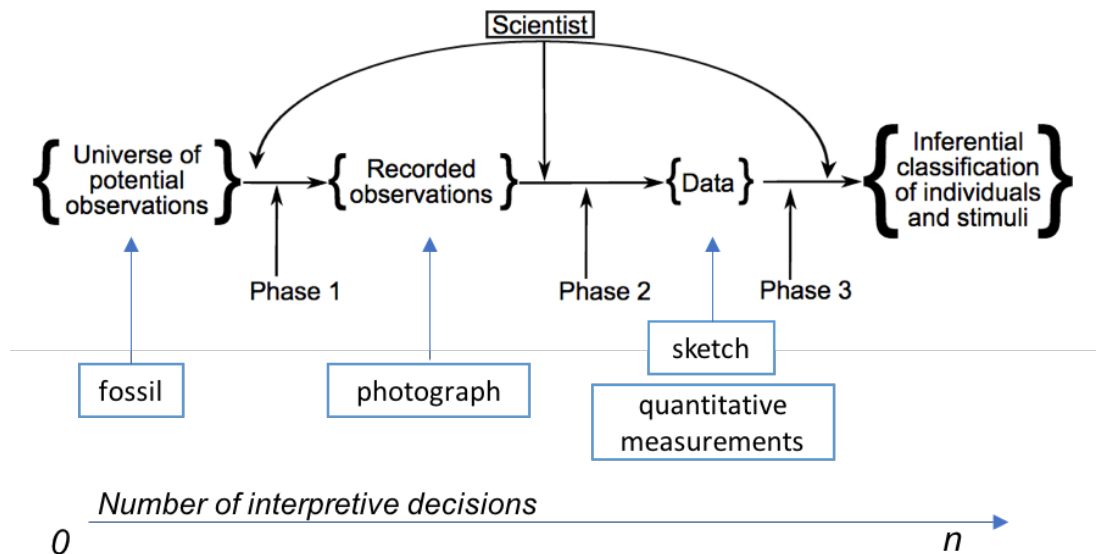 Scientist
{ Universe of
potential
observations }
{ Recorded
observations }
{ Data }
{ Inferential
classification
of individuals
and stimuli }
Phase 1
Phase 2
Phase 3
fossil
photograph
sketch
quantitative
measurements
Number of interpretive decisions
0
n